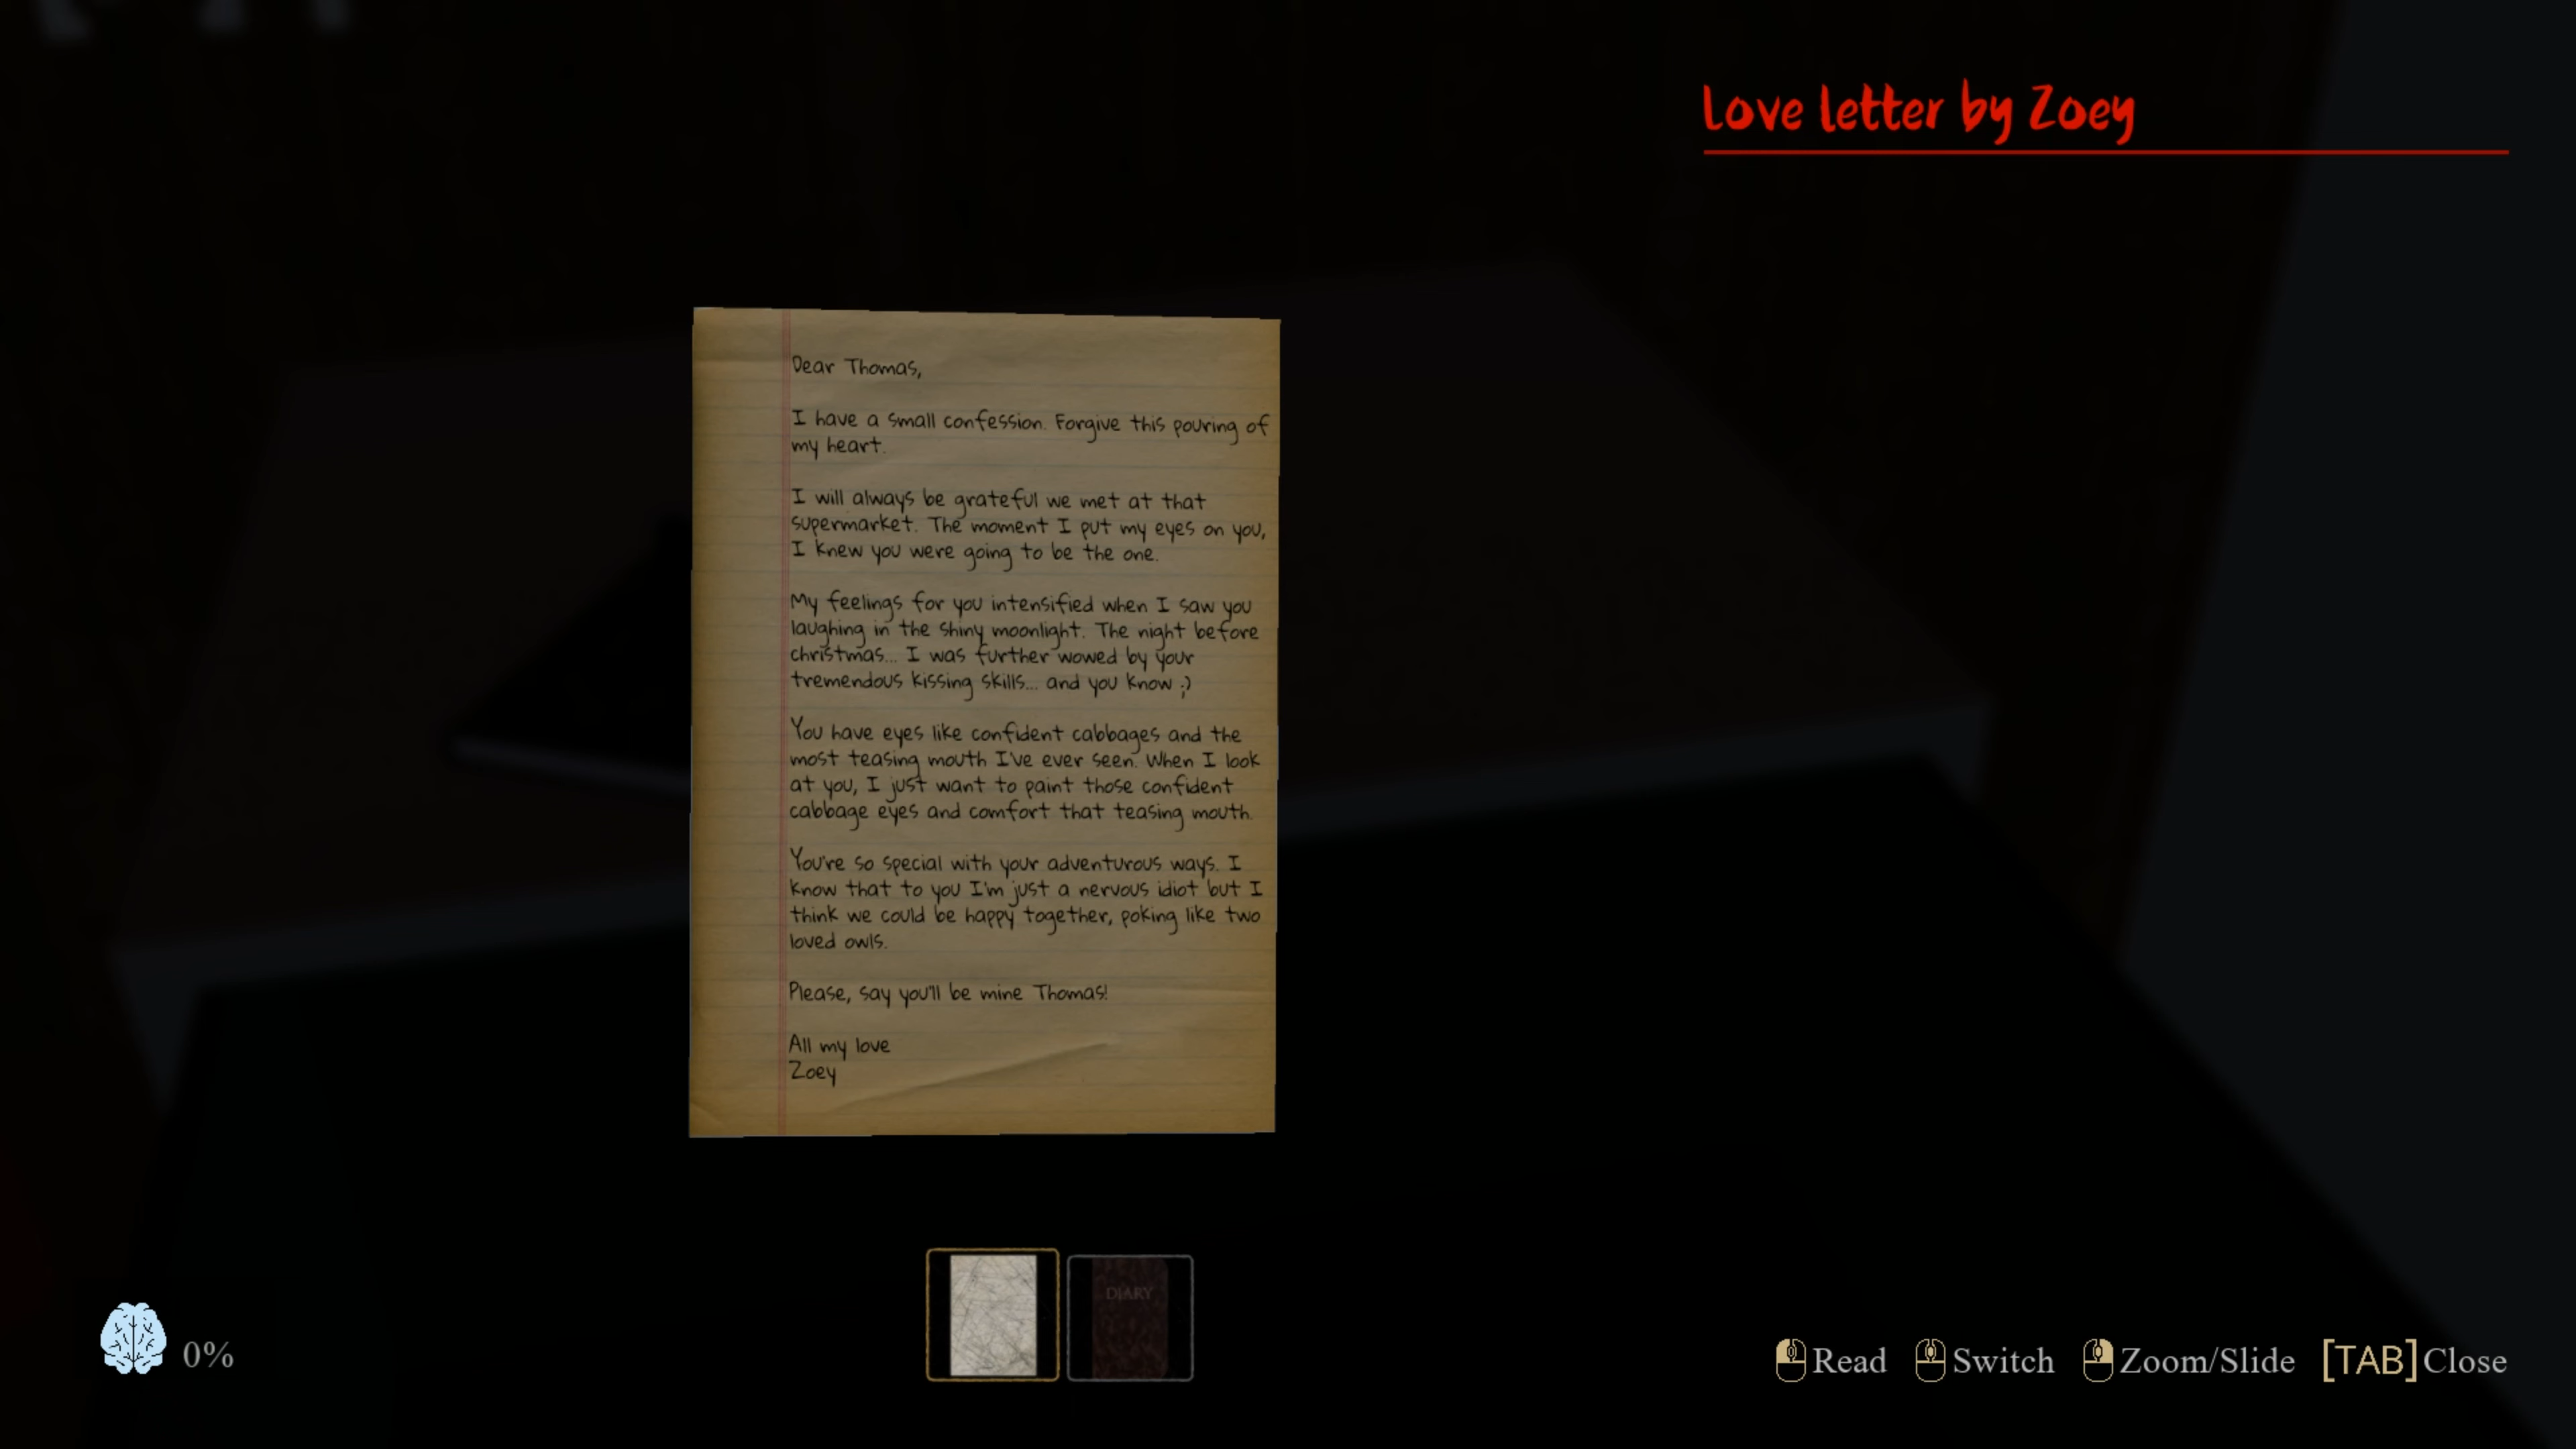 Love letter by Zoey
Dear Thomas,
I have a small confession. Forgive this pouring of
my heart.
I will always be grateful we met at that
supermarket. The moment I put my eyes on you,
I knew you were going to be the one.
My feelings for you intensified when I saw you
laughing in the shiny moonlight. The night before
christmas... I was further wowed by your
tremendous kissing skills... and you know ;)
You have eyes like confident cabbages and the
most teasing mouth I've ever seen. When I look
at you, I just want to paint those confident
cabbage eyes and comfort that teasing mouth.
You're so special with your adventurous ways. I
know that to you I'm just a nervous idiot but I
think we could be happy together, poking like two
loved owls.
Please, say you'll be mine Thomas!
All my love
Zoey
DIARY
0%
Read Switch Zoom/Slide [TAB]Close